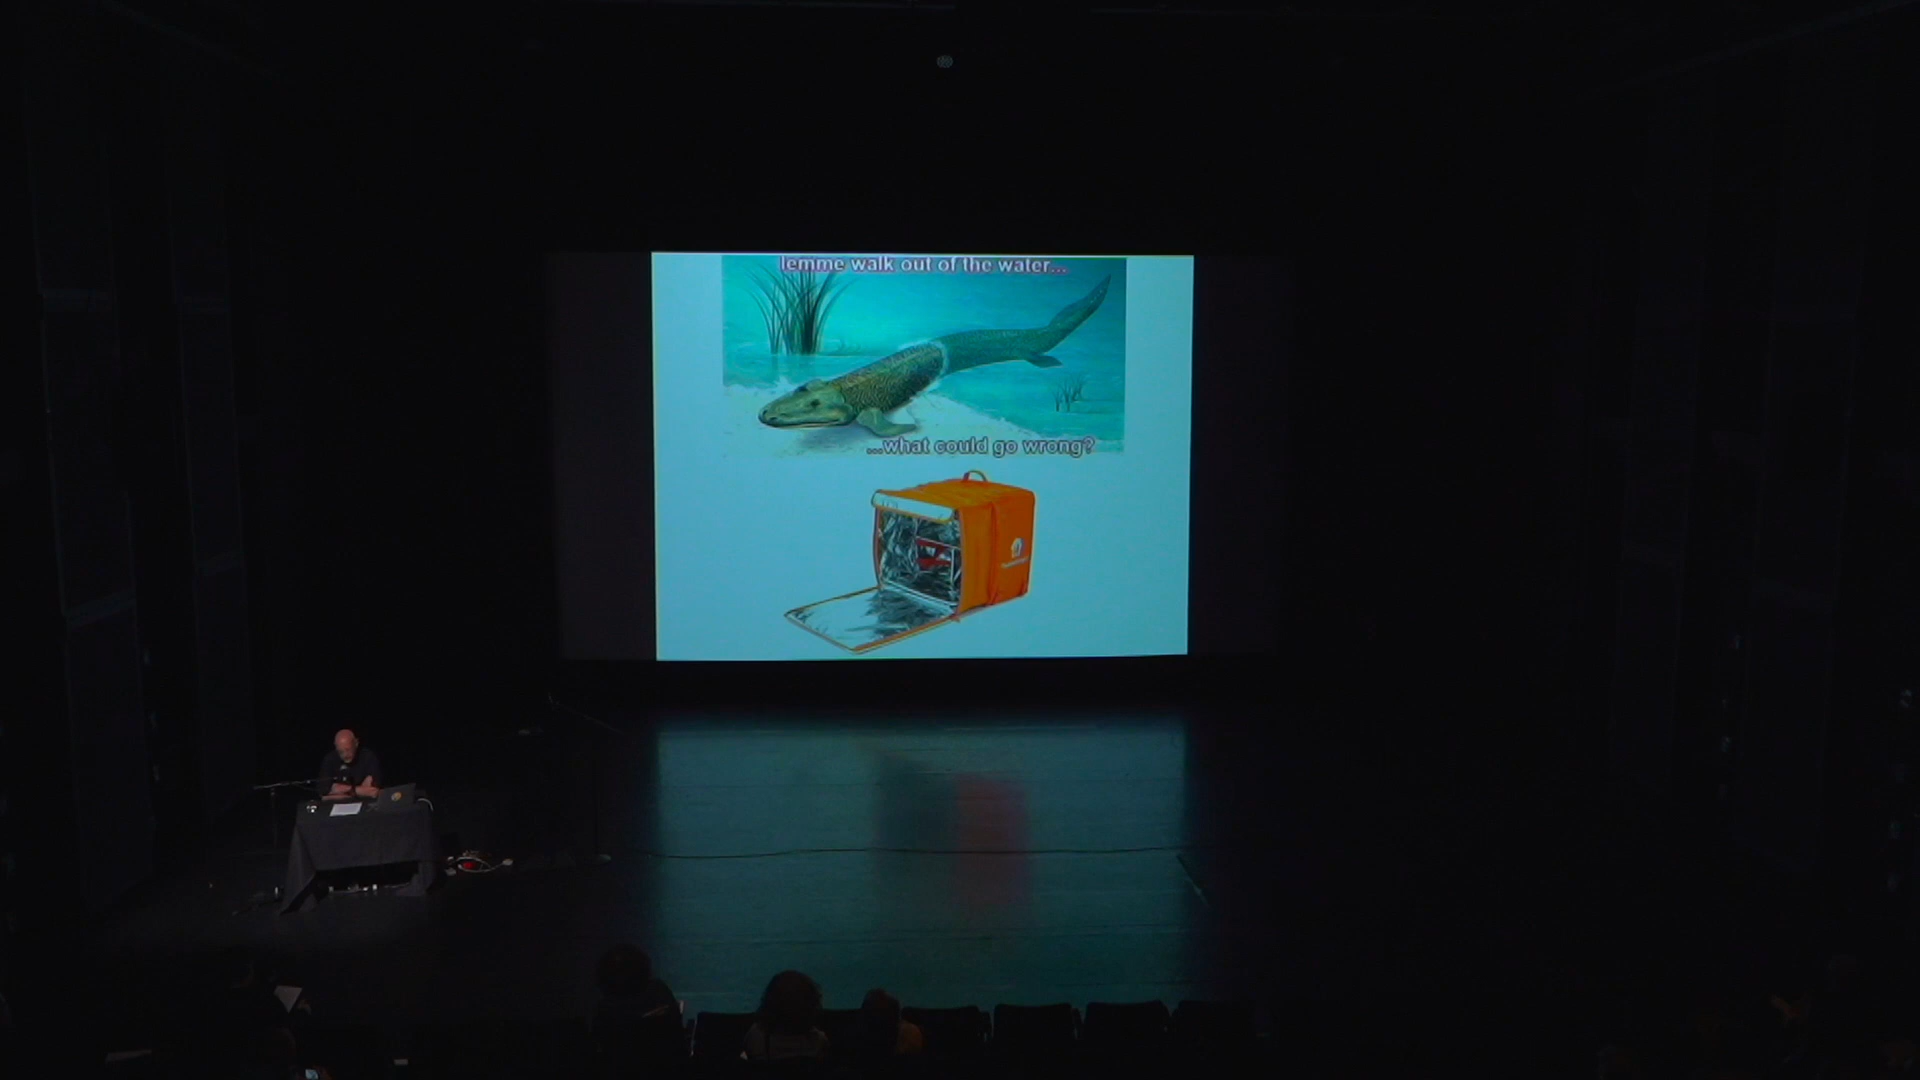 lemme walk out of the water...
...what could go wrong?